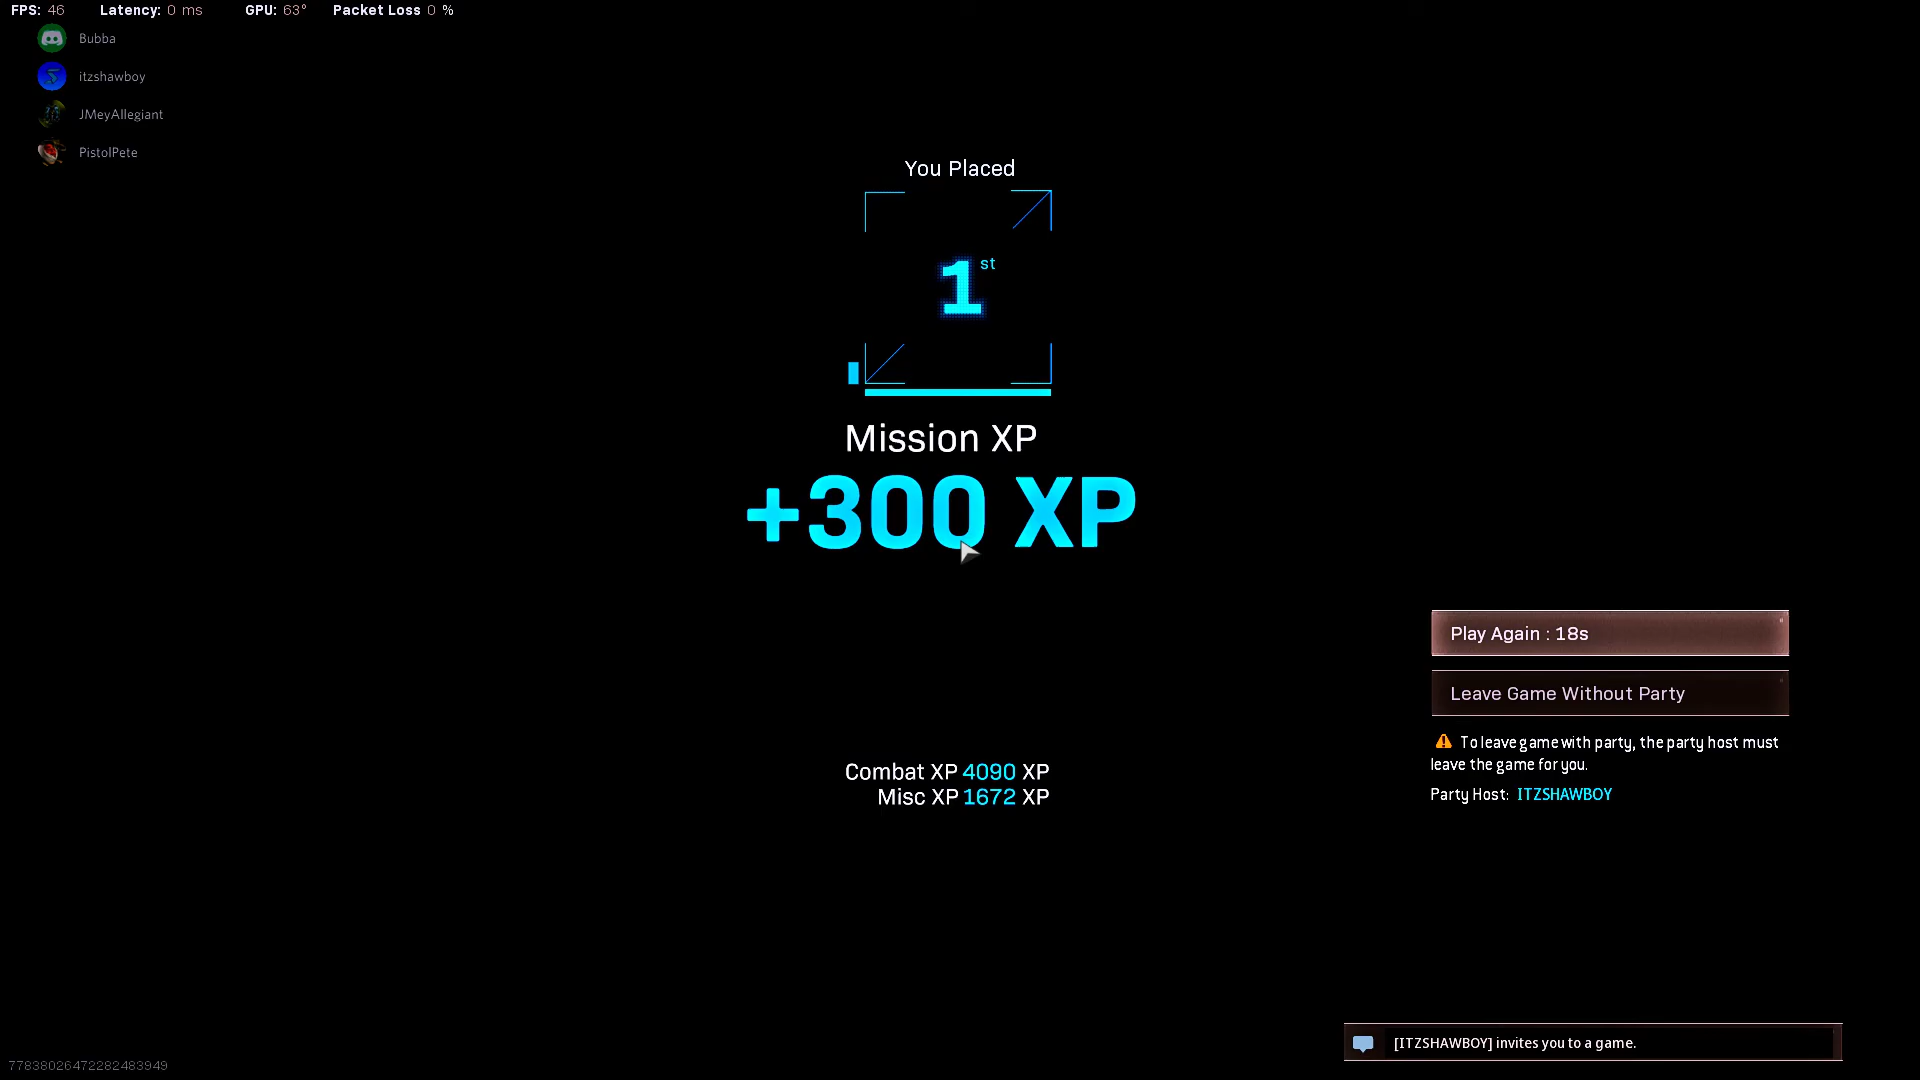 FPS: 46 Latency: 0 ms GPU: 63° Packet Loss 0 %
Bubba
itzshawboy
JMeyAllegiant
PistolPete
You Placed
1st
Mission XP
+300 XP
Play Again : 18s
Leave Game Without Party
To leave game with party, the party host must
leave the game for you.
Party Host: ITZSHAWBOY
Combat XP 4090 XP
Misc XP 1672 XP
[ITZSHAWBOY] invites you to a game.
77838026472282483949